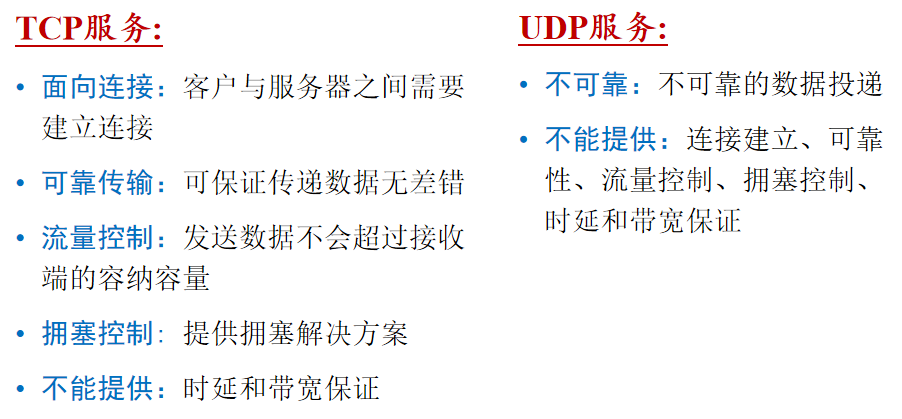 TCP服务:
• 面向连接：客户与服务器之间需要
建立连接
• 可靠传输：可保证传递数据无差错
• 流量控制：发送数据不会超过接收
端的容纳容量
• 拥塞控制: 提供拥塞解决方案
• 不能提供：时延和带宽保证
UDP服务:
• 不可靠：不可靠的数据投递
• 不能提供：连接建立、可靠
性、流量控制、拥塞控制、
时延和带宽保证